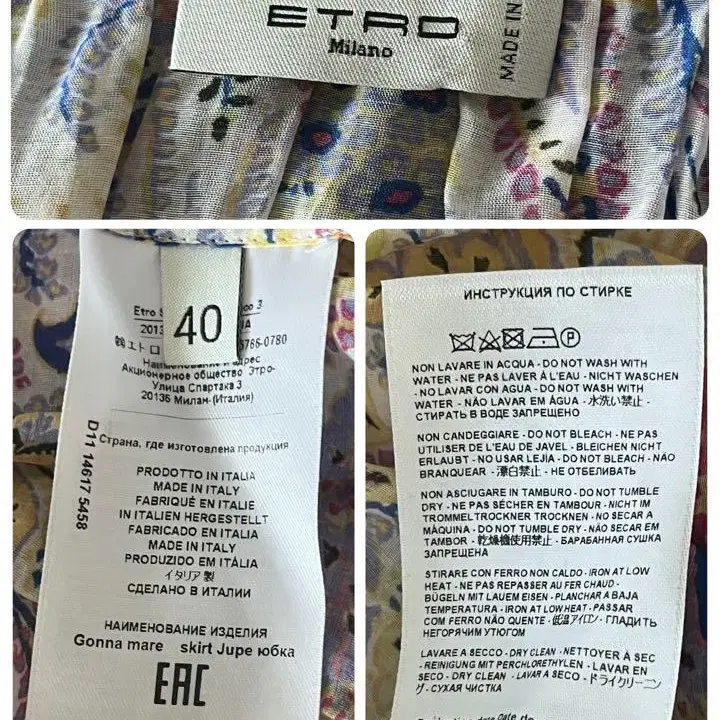 ETRO
Milano
MADE IN
40
Etro S
co 3
2013
IA
㈱エトロ
3766-0780
Наименование и адрес
Акционерное общество Этро-
Улица Спартака 3
20135 Милан-(Италия)
D11 14617 5458
Страна, где изготовлена продукция
PRODOTTO IN ITALIA
MADE IN ITALY
FABRIQUÉ EN ITALIE
IN ITALIEN HERGESTELLT
FABRICADO EN ITALIA
MADE IN ITALY
PRODUZIDO EM ITÁLIA
イタリア製
СДЕЛАНО В ИТАЛИИ
НАИМЕНОВАНИЕ ИЗДЕЛИЯ
Gonna mare skirt Jupe юбка
EAC
ИНСТРУКЦИЯ ПО СТИРКЕ
NON LAVARE IN ACQUA - DO NOT WASH WITH
WATER - NE PAS LAVER À L'EAU - NICHT WASCHEN
- NO LAVAR CON AGUA - DO NOT WASH WITH
WATER - NÃO LAVAR EM ÁGUA - 水洗い禁止 -
СТИРАТЬ В ВОДЕ ЗАПРЕЩЕНО
NON CANDEGGIARE - DO NOT BLEACH - NE PAS
UTILISER DE L'EAU DE JAVEL - BLEICHEN NICHT
ERLAUBT - NO USAR LEJÍA - DO NOT BLEACH - NÃO
BRANQUEAR - 漂白禁止 - НЕ ОТБЕЛИВАТЬ
NON ASCIUGARE IN TAMBURO - DO NOT TUMBLE
DRY - NE PAS SÉCHER EN TAMBOUR - NICHT IM
TROMMELTROCKNER TROCKNEN - NO SECAR A
MÁQUINA - DO NOT TUMBLE DRY - NÃO SECAR EM
TAMBOR - 乾燥機使用禁止 - БАРАБАННАЯ СУШКА
ЗАПРЕЩЕНА
STIRARE CON FERRO NON CALDO - IRON AT LOW
HEAT - NE PAS REPASSER AU FER CHAUD -
BÜGELN MIT LAUEM EISEN - PLANCHAR A BAJA
TEMPERATURA - IRON AT LOW HEAT - PASSAR
COM FERRO NÃO QUENTE - 低温アイロン - ГЛАДИТЬ
НЕГОРЯЧИМ УТЮГОМ
LAVARE A SECCO - DRY CLEAN - NETTOYER À SEC
- REINIGUNG MIT PERCHLORETHYLEN - LAVAR EN
SECO - DRY CLEAN - LAVAR A SECO - ドライクリーニン
グ - СУХАЯ ЧИСТКА